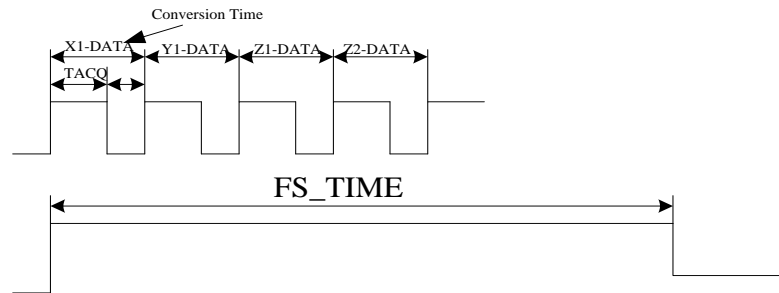 Conversion Time
X1-DATA Y1-DATA Z1-DATA Z2-DATA
TACQ
FS_TIME